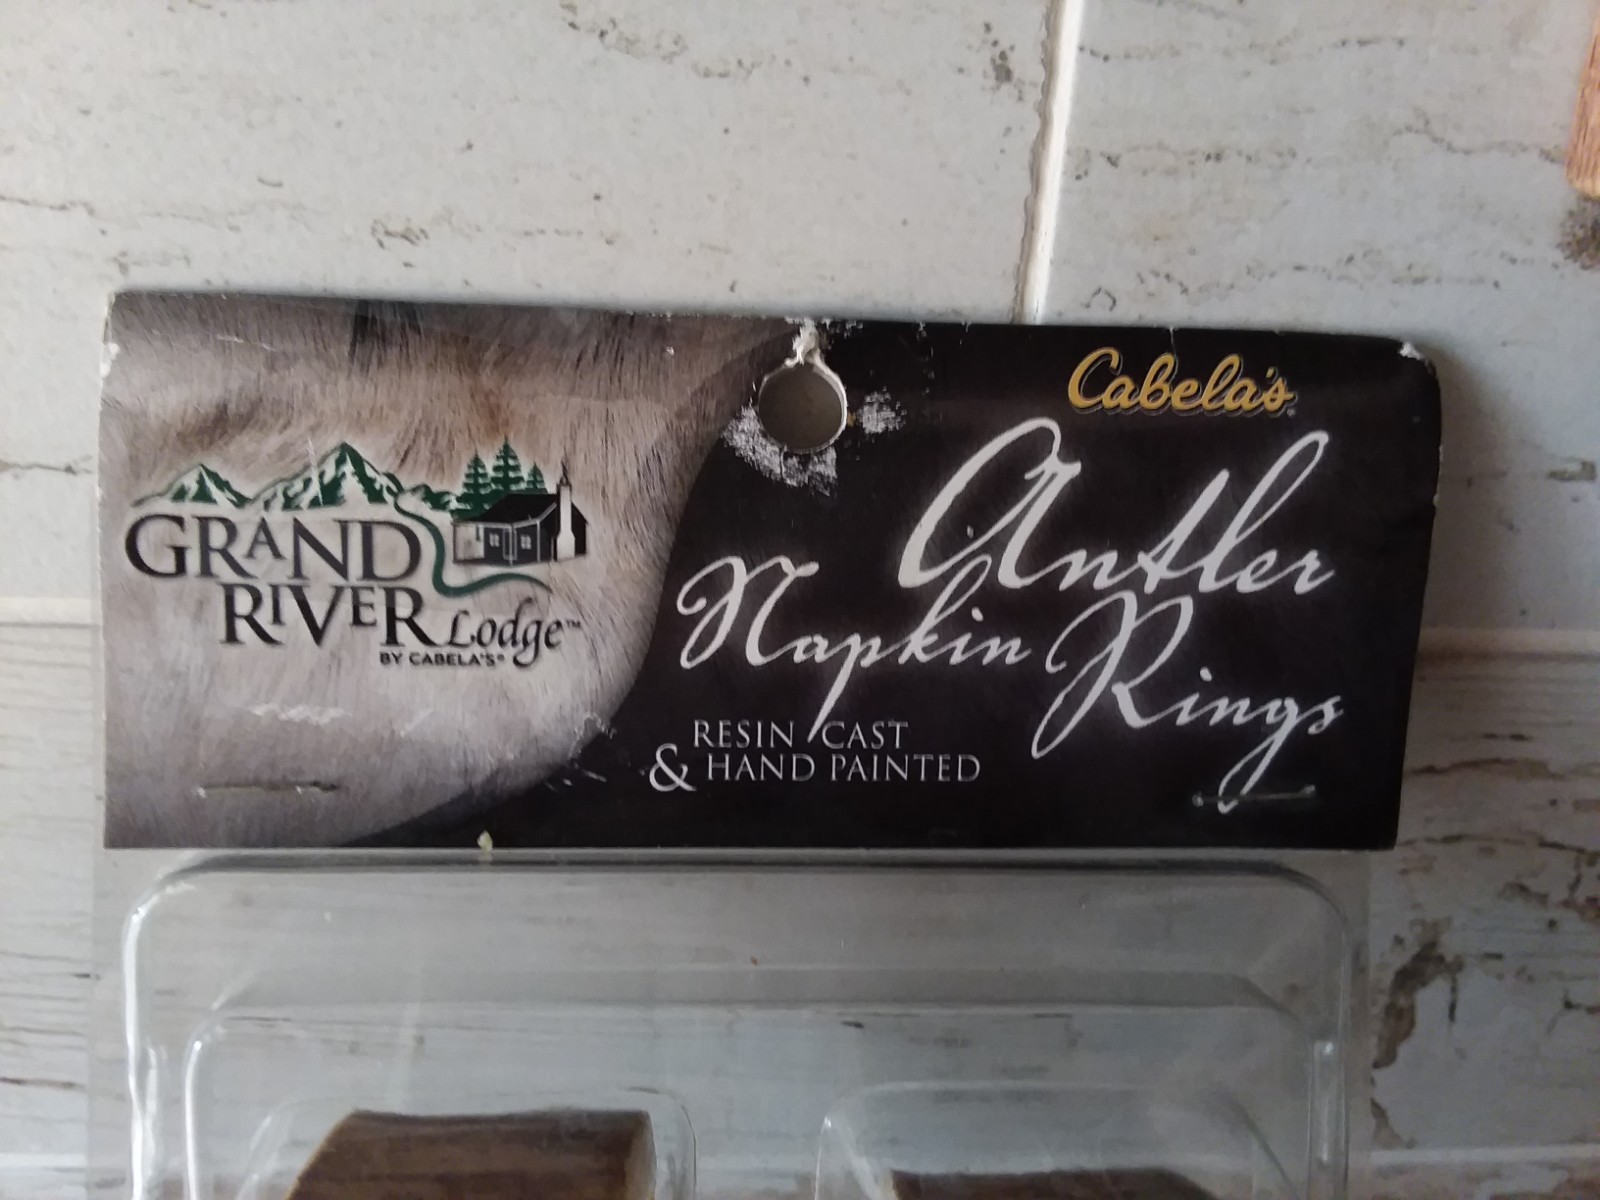 GRAND
RIVER Lodge™
BY CABELA'S®
Cabela's
Antler
Napkin Rings
RESIN CAST
& HAND PAINTED